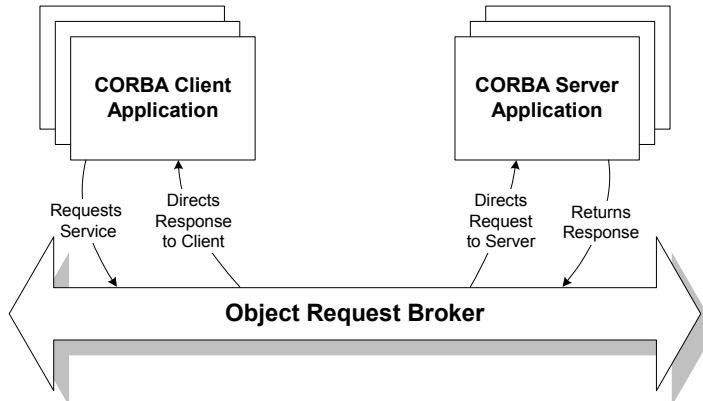 CORBA Client
Application
CORBA Server
Application
Requests
Service
Directs
Response
to Client
Directs
Request
to Server
Returns
Response
Object Request Broker